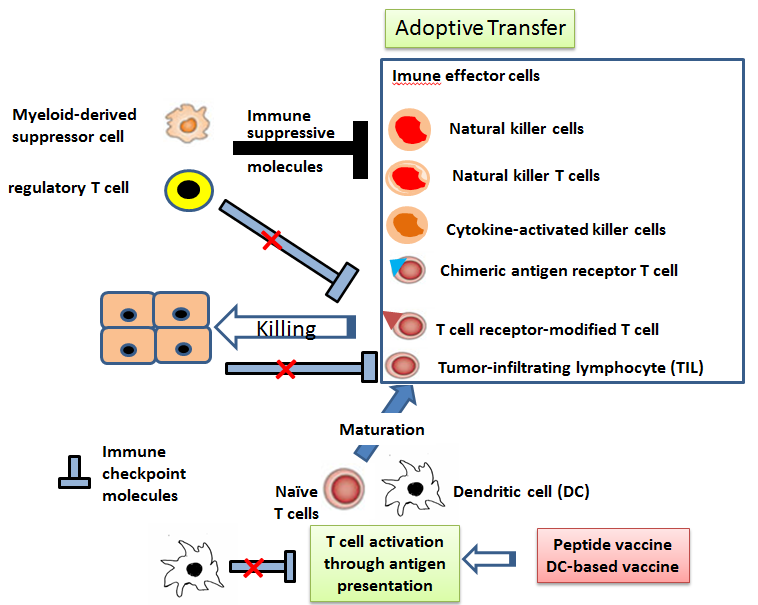 Adoptive Transfer
Imune effector cells
Myeloid-derived
suppressor cell
Immune
suppressive
molecules
Natural killer cells
regulatory T cell
Natural killer T cells
Cytokine-activated killer cells
Chimeric antigen receptor T cell
Killing
T cell receptor-modified T cell
Tumor-infiltrating lymphocyte (TIL)
Maturation
Immune
checkpoint
molecules
Naïve
T cells
Dendritic cell (DC)
T cell activation
through antigen
presentation
Peptide vaccine
DC-based vaccine